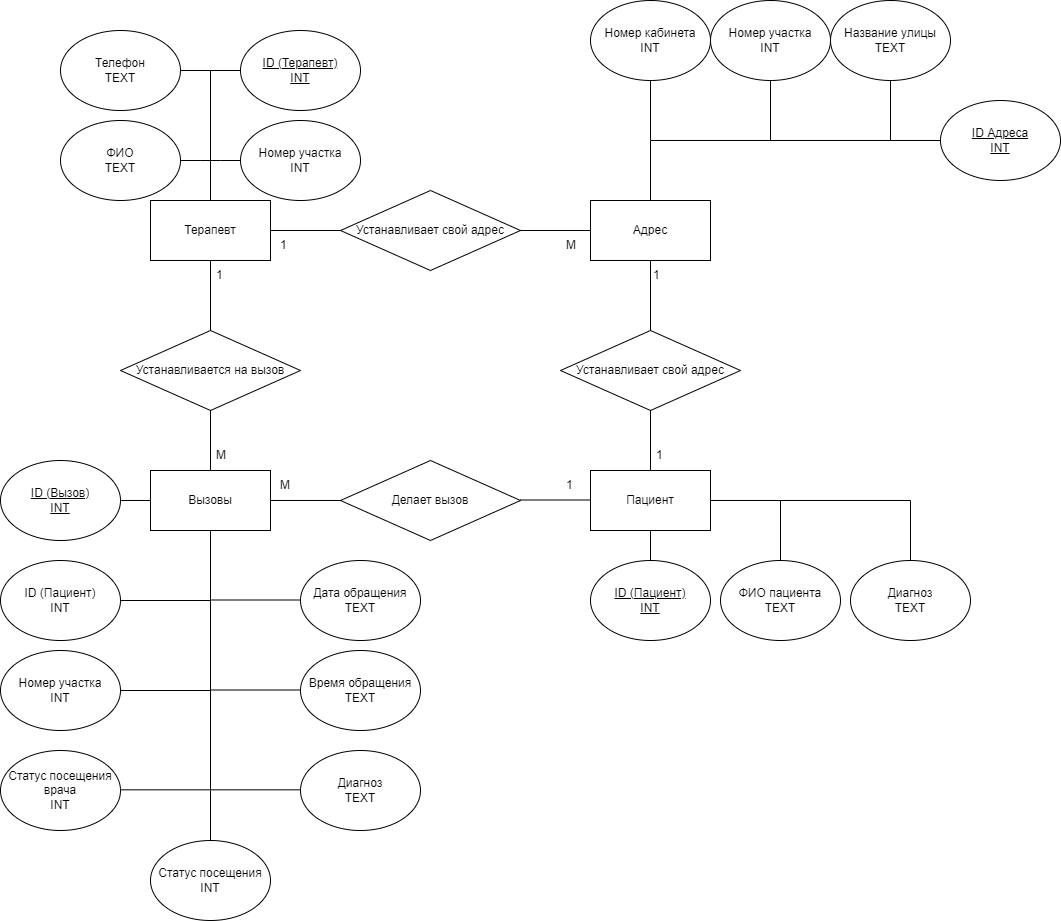 Телефон
TEXT
ID (Терапевт)
INT
Номер кабинета
INT
Номер участка
INT
Название улицы
TEXT
ID Адреса
INT
ФИО
TEXT
Номер участка
INT
Терапевт
1
Устанавливает свой адрес
М
Адрес
1
1
Устанавливается на вызов
Устанавливает свой адрес
М
1
ID (Вызов)
INT
Вызовы
М
Делает вызов
1
Пациент
ID (Пациент)
INT
Дата обращения
TEXT
ID (Пациент)
INT
ФИО пациента
TEXT
Диагноз
TEXT
Номер участка
INT
Время обращения
TEXT
Статус посещения
врача
INT
Диагноз
TEXT
Статус посещения
INT